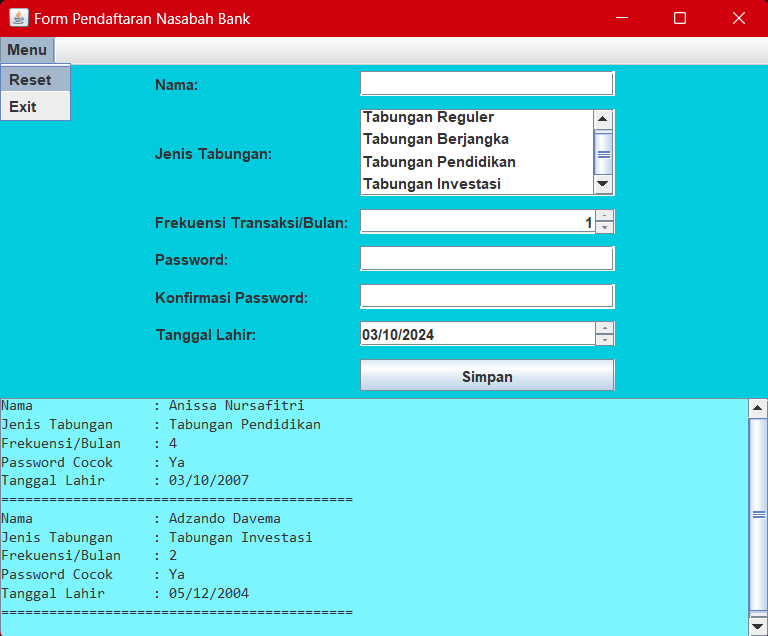 Form Pendaftaran Nasabah Bank
Menu
Reset
Exit
Nama:
Jenis Tabungan:
Tabungan Reguler
Tabungan Berjangka
Tabungan Pendidikan
Tabungan Investasi
Frekuensi Transaksi/Bulan: 1
Password:
Konfirmasi Password:
Tanggal Lahir: 03/10/2024
Simpan
Nama : Anissa Nursafitri
Jenis Tabungan : Tabungan Pendidikan
Frekuensi/Bulan : 4
Password Cocok : Ya
Tanggal Lahir : 03/10/2007
============================================
Nama : Adzando Davema
Jenis Tabungan : Tabungan Investasi
Frekuensi/Bulan : 2
Password Cocok : Ya
Tanggal Lahir : 05/12/2004
============================================